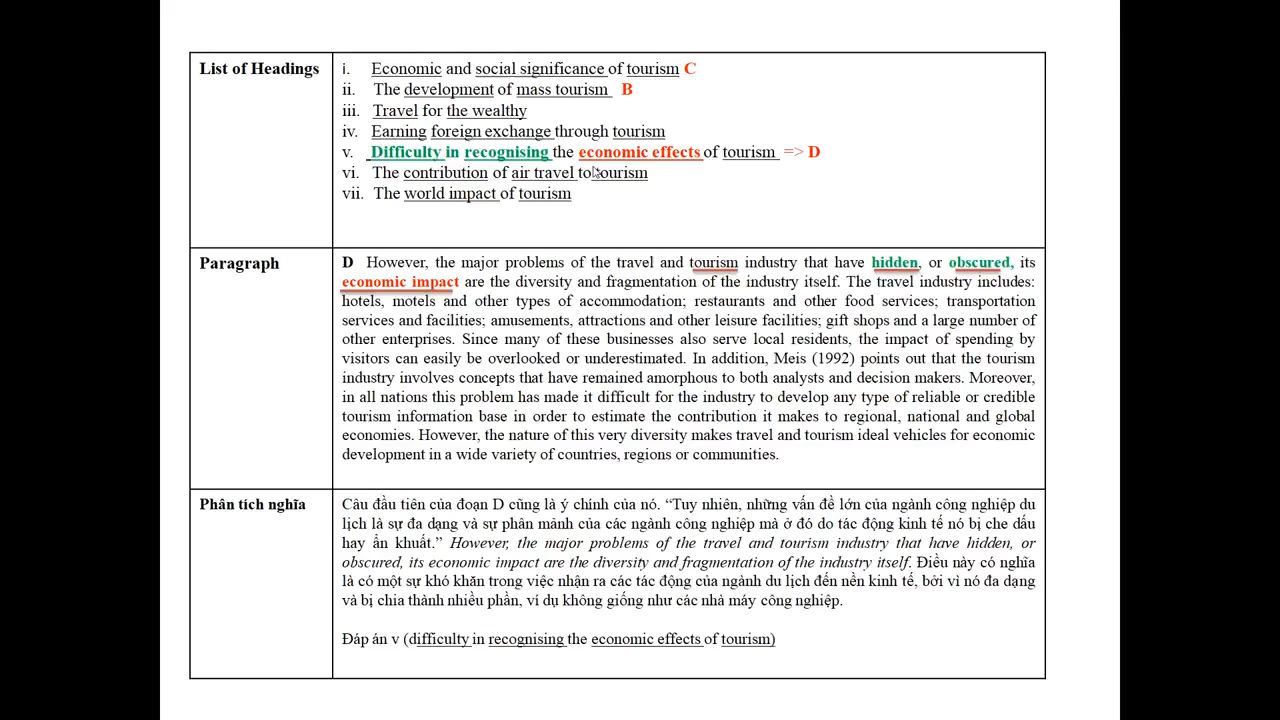 List of Headings
i. Economic and social significance of tourism C
ii. The development of mass tourism B
iii. Travel for the wealthy
iv. Earning foreign exchange through tourism
v. Difficulty in recognising the economic effects of tourism => D
vi. The contribution of air travel to tourism
vii. The world impact of tourism
Paragraph
D However, the major problems of the travel and tourism industry that have hidden, or obscured, its
economic impact are the diversity and fragmentation of the industry itself. The travel industry includes:
hotels, motels and other types of accommodation; restaurants and other food services; transportation
services and facilities; amusements, attractions and other leisure facilities; gift shops and a large number of
other enterprises. Since many of these businesses also serve local residents, the impact of spending by
visitors can easily be overlooked or underestimated. In addition, Meis (1992) points out that the tourism
industry involves concepts that have remained amorphous to both analysts and decision makers. Moreover,
in all nations this problem has made it difficult for the industry to develop any type of reliable or credible
tourism information base in order to estimate the contribution it makes to regional, national and global
economies. However, the nature of this very diversity makes travel and tourism ideal vehicles for economic
development in a wide variety of countries, regions or communities.
Phân tích nghĩa
Câu đầu tiên của đoạn D cũng là ý chính của nó. “Tuy nhiên, những vấn đề lớn của ngành công nghiệp du
lịch là sự đa dạng và sự phân mảnh của các ngành công nghiệp mà ở đó do tác động kinh tế nó bị che dấu
hay ẩn khuất.” However, the major problems of the travel and tourism industry that have hidden, or
obscured, its economic impact are the diversity and fragmentation of the industry itself. Điều này có nghĩa
là có một sự khó khăn trong việc nhận ra các tác động của ngành du lịch đến nền kinh tế, bởi vì nó đa dạng
và bị chia thành nhiều phần, ví dụ không giống như các nhà máy công nghiệp.
Đáp án v (difficulty in recognising the economic effects of tourism)